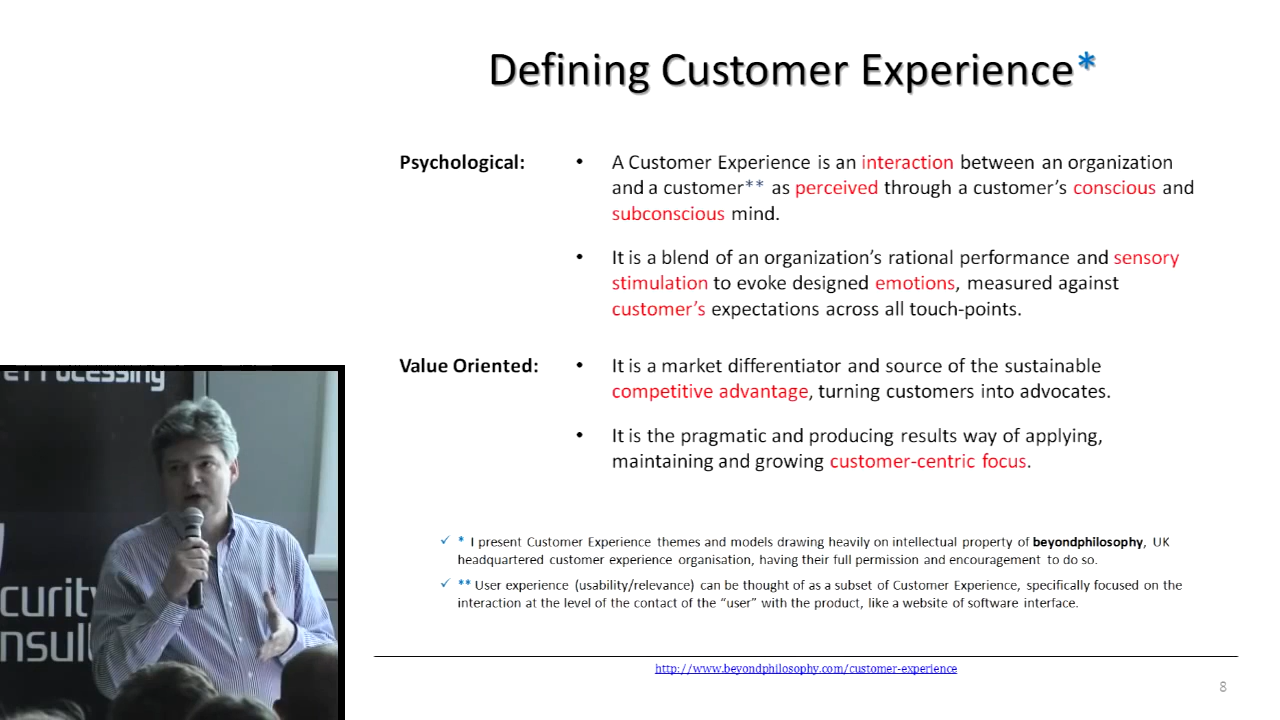 Defining Customer Experience*
Psychological:
• A Customer Experience is an interaction between an organization
and a customer** as perceived through a customer's conscious and
subconscious mind.
• It is a blend of an organization's rational performance and sensory
stimulation to evoke designed emotions, measured against
customer's expectations across all touch-points.
Value Oriented:
• It is a market differentiator and source of the sustainable
competitive advantage, turning customers into advocates.
• It is the pragmatic and producing results way of applying,
maintaining and growing customer-centric focus.
✓ * I present Customer Experience themes and models drawing heavily on intellectual property of beyondphilosophy, UK
headquartered customer experience organisation, having their full permission and encouragement to do so.
✓ ** User experience (usability/relevance) can be thought of as a subset of Customer Experience, specifically focused on the
interaction at the level of the contact of the "user" with the product, like a website of software interface.
http://www.beyondphilosophy.com/customer-experience
8